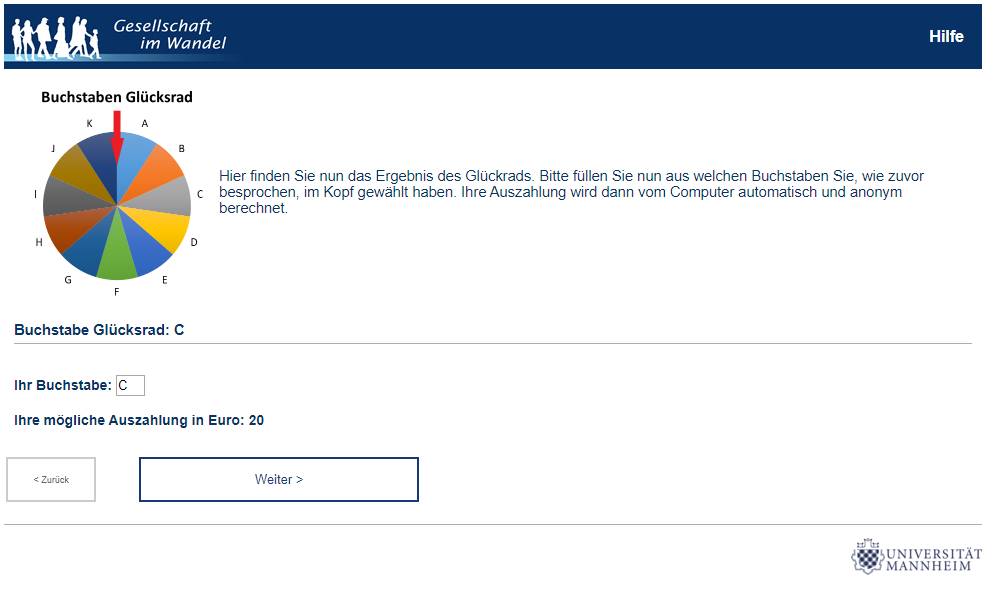 Gesellschaft
im Wandel
Hilfe
Buchstaben Glücksrad
K
A
J
B
I
C
H
D
G
E
F
Hier finden Sie nun das Ergebnis des Glückrads. Bitte füllen Sie nun aus welchen Buchstaben Sie, wie zuvor
besprochen, im Kopf gewählt haben. Ihre Auszahlung wird dann vom Computer automatisch und anonym
berechnet.
Buchstabe Glücksrad: C
Ihr Buchstabe: C
Ihre mögliche Auszahlung in Euro: 20
< Zurück
Weiter >
UNIVERSITÄT
MANNHEIM